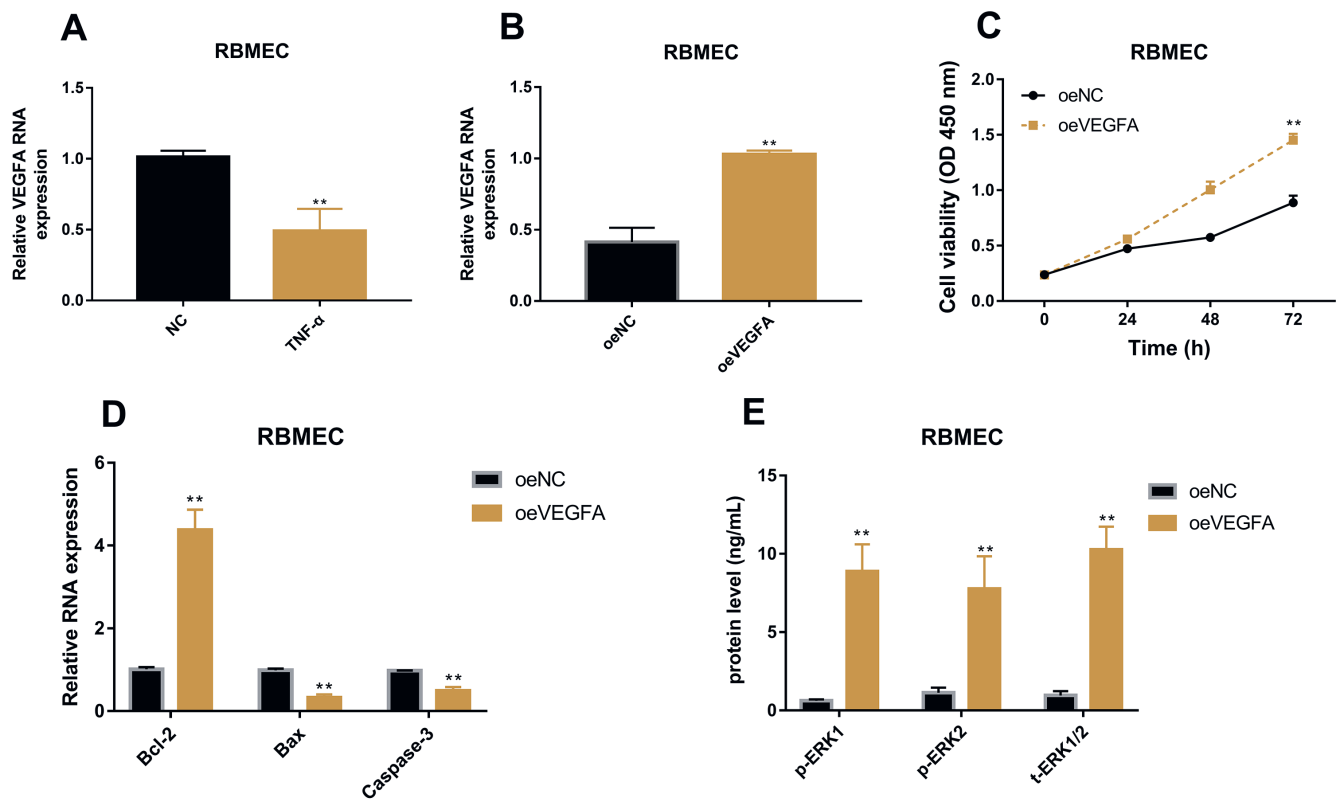 A
RBMEC
Relative VEGFA RNA
expression
1.5
1.0
0.5
0.0
**
NC
TNF-α
B
RBMEC
Relative VEGFA RNA
expression
1.5
1.0
0.5
0.0
**
oeNC
oeVEGFA
C
RBMEC
Cell viability (OD 450 nm)
2.0
1.5
1.0
0.5
0.0
oeNC
oeVEGFA
**
0
24
48
72
Time (h)
D
RBMEC
Relative RNA expression
6
4
2
0
**
**
**
oeNC
oeVEGFA
Bcl-2
Bax
Caspase-3
E
RBMEC
protein level (ng/mL)
15
10
5
0
**
**
**
oeNC
oeVEGFA
p-ERK1
p-ERK2
t-ERK1/2